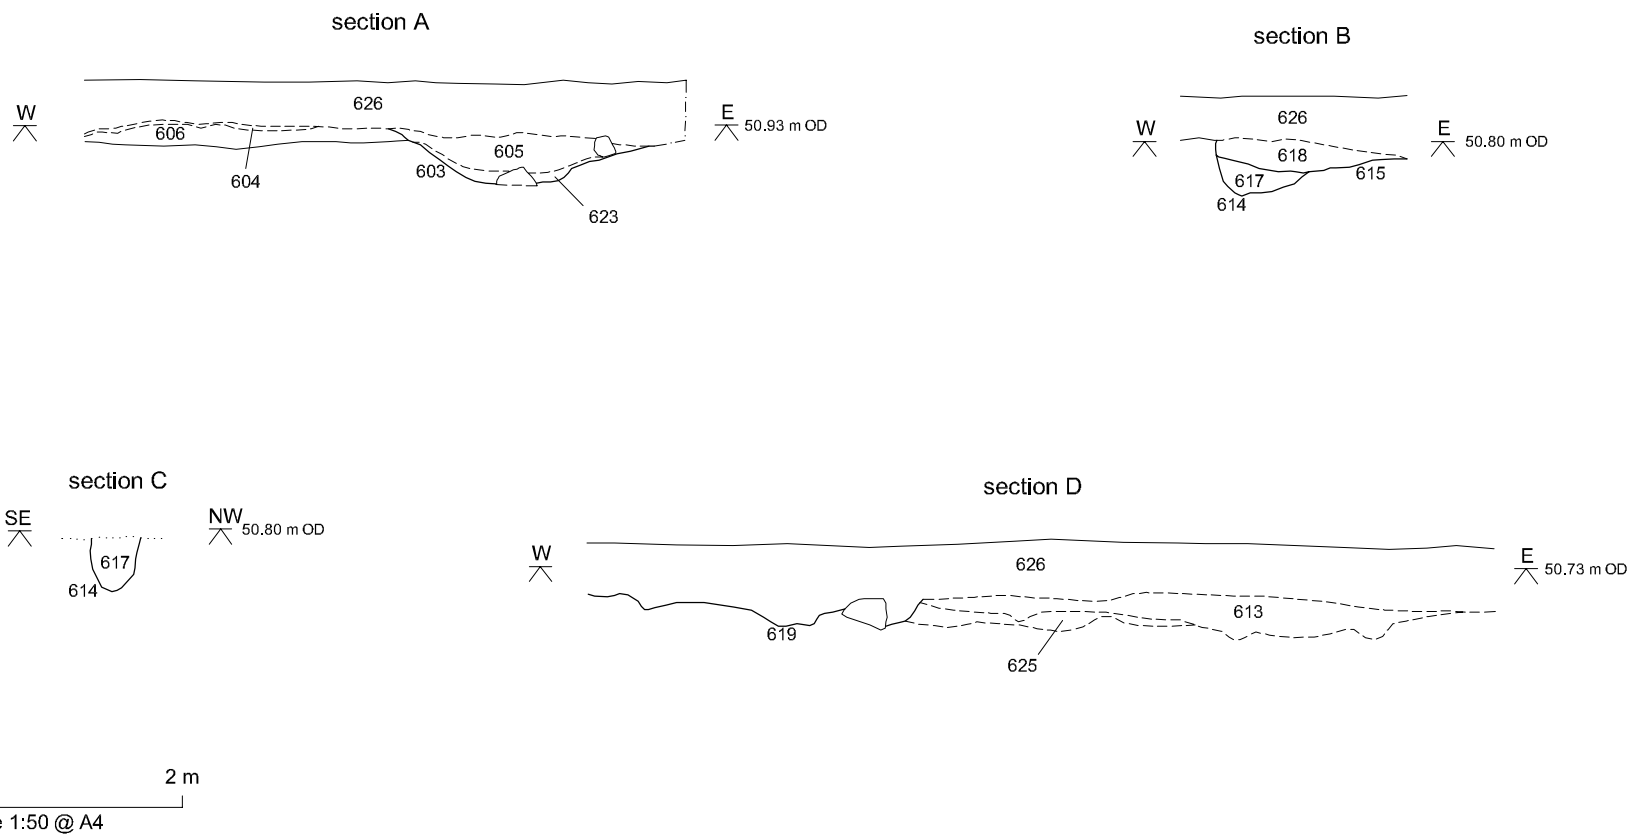 section A
section B
626
W
E
50.93 m OD
606
605
603
604
623
626
W
E
50.80 m OD
618
617
615
614
section C
SE
NW
50.80 m OD
617
614
section D
W
626
E
50.73 m OD
613
619
625
2 m
e 1:50 @ A4